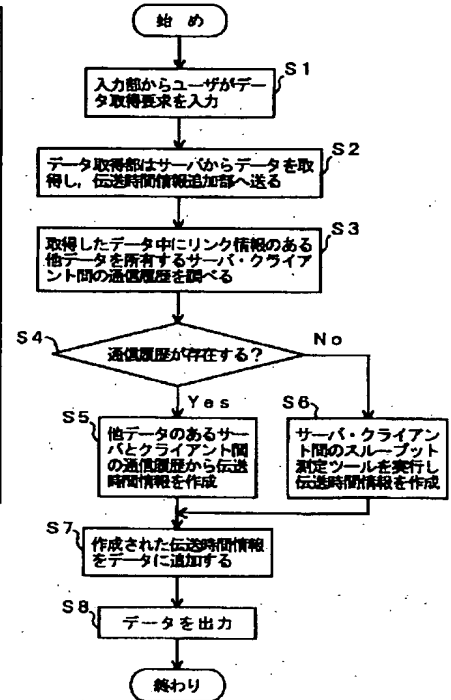 始め
S1
入力部からユーザがデー
タ取得要求を入力
S2
データ取得部はサーバからデータを取
得し，伝送時間情報追加部へ送る
S3
取得したデータ中にリンク情報のある
他データを所有するサーバ・クライア
ント間の通信履歴を調べる
S4
通信履歴が存在する？
No
Yes
S5
他データのあるサー
バとクライアント間
の通信履歴から伝送
時間情報を作成
S6
サーバ・クライアン
ト間のスループット
測定ツールを実行し
伝送時間情報を作成
S7
作成された伝送時間情報
をデータに追加する
S8
データを出力
終わり